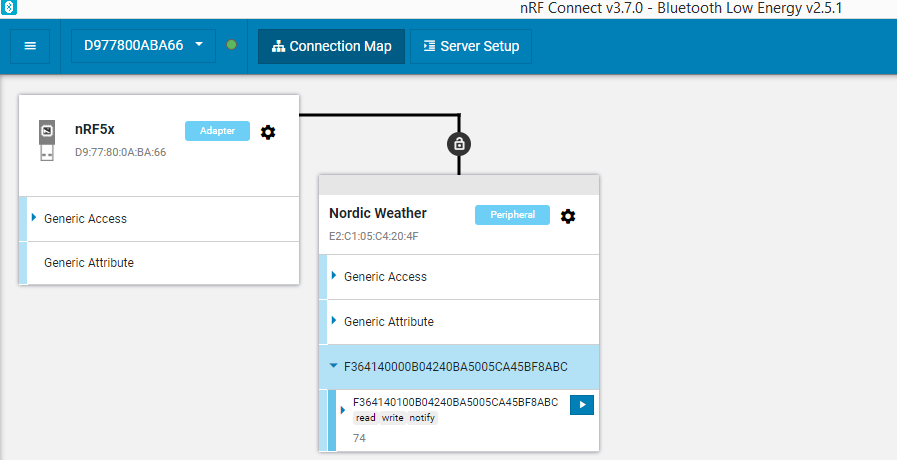 nRF Connect v3.7.0 - Bluetooth Low Energy v2.5.1
D977800ABA66
Connection Map
Server Setup
nRF5x
Adapter
D9:77:80:0A:BA:66
Generic Access
Generic Attribute
Nordic Weather
Peripheral
E2:C1:05:C4:20:4F
Generic Access
Generic Attribute
F364140000B04240BA5005CA45BF8ABC
F364140100B04240BA5005CA45BF8ABC
read write notify
74